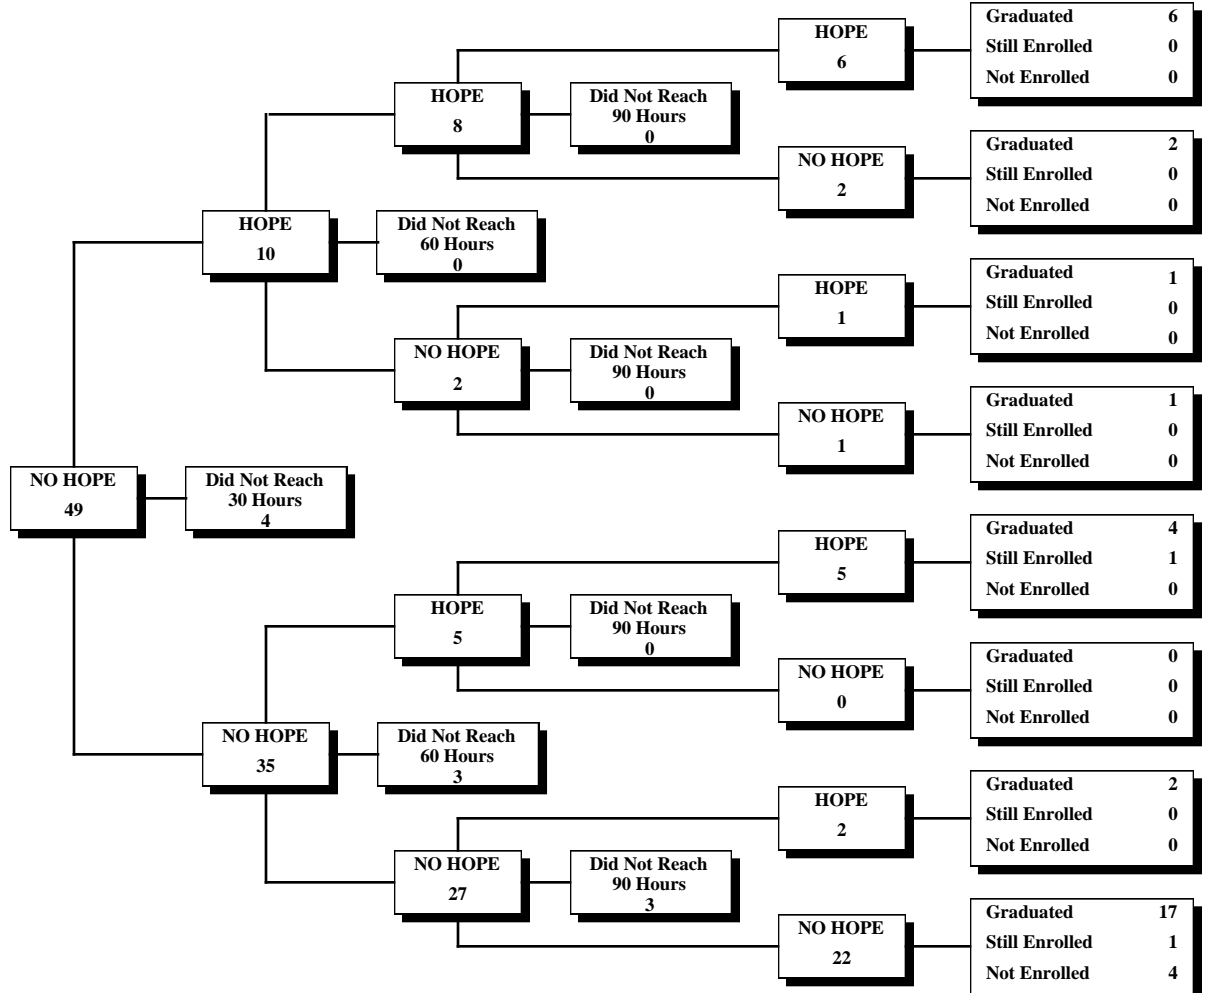 HOPE
6
Graduated 6
Still Enrolled 0
Not Enrolled 0
HOPE
8
Did Not Reach
90 Hours
0
NO HOPE
2
Graduated 2
Still Enrolled 0
Not Enrolled 0
HOPE
10
Did Not Reach
60 Hours
0
HOPE
1
Graduated 1
Still Enrolled 0
Not Enrolled 0
NO HOPE
2
Did Not Reach
90 Hours
0
NO HOPE
1
Graduated 1
Still Enrolled 0
Not Enrolled 0
NO HOPE
49
Did Not Reach
30 Hours
4
HOPE
5
Graduated 4
Still Enrolled 1
Not Enrolled 0
HOPE
5
Did Not Reach
90 Hours
0
NO HOPE
0
Graduated 0
Still Enrolled 0
Not Enrolled 0
NO HOPE
35
Did Not Reach
60 Hours
3
HOPE
2
Graduated 2
Still Enrolled 0
Not Enrolled 0
NO HOPE
27
Did Not Reach
90 Hours
3
NO HOPE
22
Graduated 17
Still Enrolled 1
Not Enrolled 4